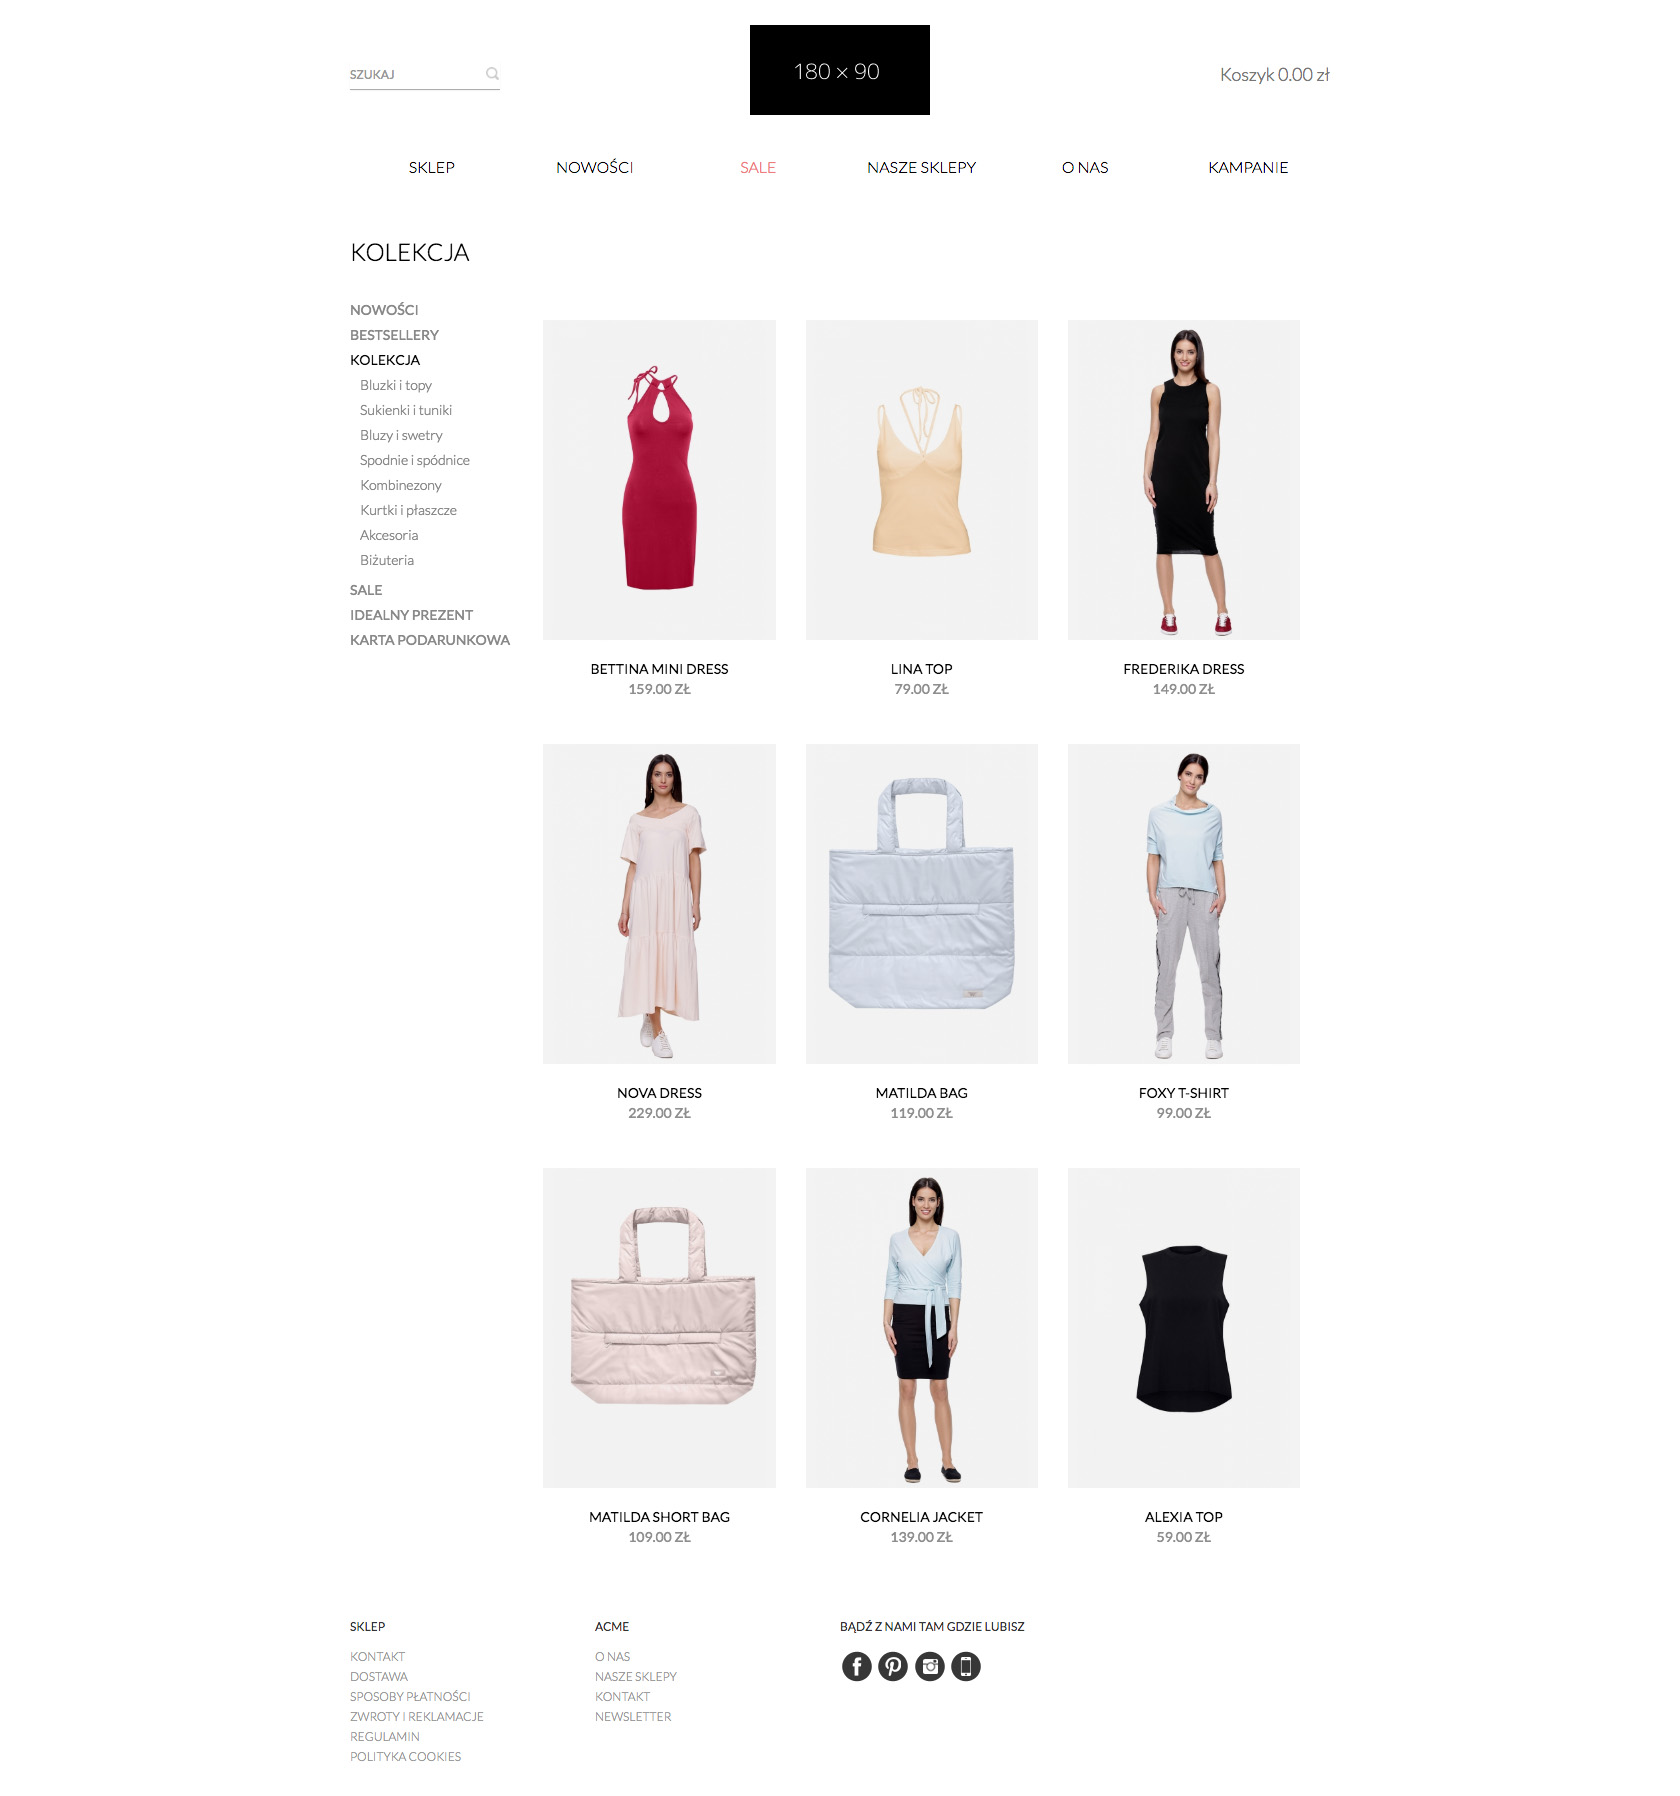 SZUKAJ
180 × 90
Koszyk 0.00 zł
SKLEP
NOWOŚCI
SALE
NASZE SKLEPY
O NAS
KAMPANIE
KOLEKCJA
NOWOŚCI
BESTSELLERY
KOLEKCJA
Bluzki i topy
Sukienki i tuniki
Bluzy i swetry
Spodnie i spódnice
Kombinezony
Kurtki i płaszcze
Akcesoria
Biżuteria
SALE
IDEALNY PREZENT
KARTA PODARUNKOWA
BETTINA MINI DRESS
159.00 ZŁ
LINA TOP
79.00 ZŁ
FREDERIKA DRESS
149.00 ZŁ
NOVA DRESS
229.00 ZŁ
MATILDA BAG
119.00 ZŁ
FOXY T-SHIRT
99.00 ZŁ
MATILDA SHORT BAG
109.00 ZŁ
CORNELIA JACKET
139.00 ZŁ
ALEXIA TOP
59.00 ZŁ
SKLEP
KONTAKT
DOSTAWA
SPOSOBY PŁATNOŚCI
ZWROTY I REKLAMACJE
REGULAMIN
POLITYKA COOKIES
ACME
O NAS
NASZE SKLEPY
KONTAKT
NEWSLETTER
BĄDŹ Z NAMI TAM GDZIE LUBISZ